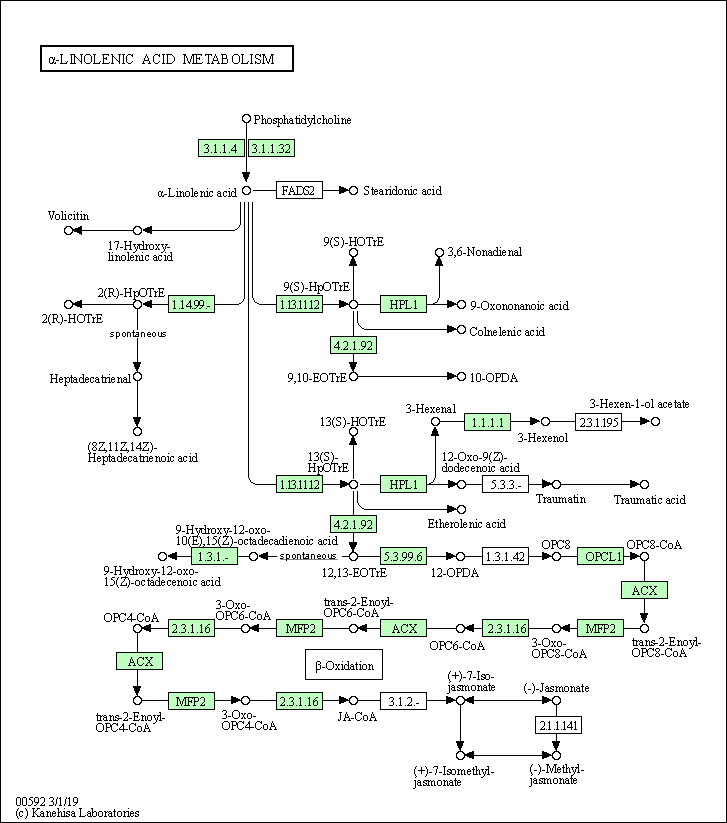 α-LINOLENIC ACID METABOLISM
Phosphatidylcholine
3.1.1.4
3.1.1.32
α-Linolenic acid
FADS2
Stearidonic acid
Volicitin
17-Hydroxy-
linolenic acid
9(S)-HOTrE
3,6-Nonadienal
2(R)-HpOTrE
1.14.99.-
9(S)-HpOTrE
1.13.11.12
HPL1
9-Oxononanoic acid
2(R)-HOTrE
Colnelenic acid
spontaneous
4.2.1.92
Heptadecatrienal
9,10-EOTrE
10-OPDA
3-Hexenal
3-Hexen-1-ol acetate
13(S)-HOTrE
1.1.1.1
2.3.1.195
3-Hexenol
(8Z,11Z,14Z)-
Heptadecatrienoic acid
13(S)-
HpOTrE
12-Oxo-9(Z)-
dodecenoic acid
1.13.11.12
HPL1
5.3.3.-
Traumatin
Traumatic acid
4.2.1.92
Etherolenic acid
9-Hydroxy-12-oxo-
10(E),15(Z)-octadecadienoic acid
1.3.1.-
spontaneous
5.3.99.6
1.3.1.42
OPC8
OPCL1
OPC8-CoA
9-Hydroxy-12-oxo-
15(Z)-octadecenoic acid
12,13-EOTrE
12-OPDA
ACX
OPC4-CoA
2.3.1.16
3-Oxo-
OPC6-CoA
MFP2
trans-2-Enoyl-
OPC6-CoA
ACX
OPC6-CoA
2.3.1.16
3-Oxo-
OPC8-CoA
MFP2
trans-2-Enoyl-
OPC8-CoA
ACX
β-Oxidation
(+)-7-Iso-
jasmonate
(-)-Jasmonate
MFP2
2.3.1.16
3.1.2.-
trans-2-Enoyl-
OPC4-CoA
3-Oxo-
OPC4-CoA
JA-CoA
2.1.1.141
(+)-7-Isomethyl-
jasmonate
(-)-Methyl-
jasmonate
00592 3/1/19
(c) Kanehisa Laboratories